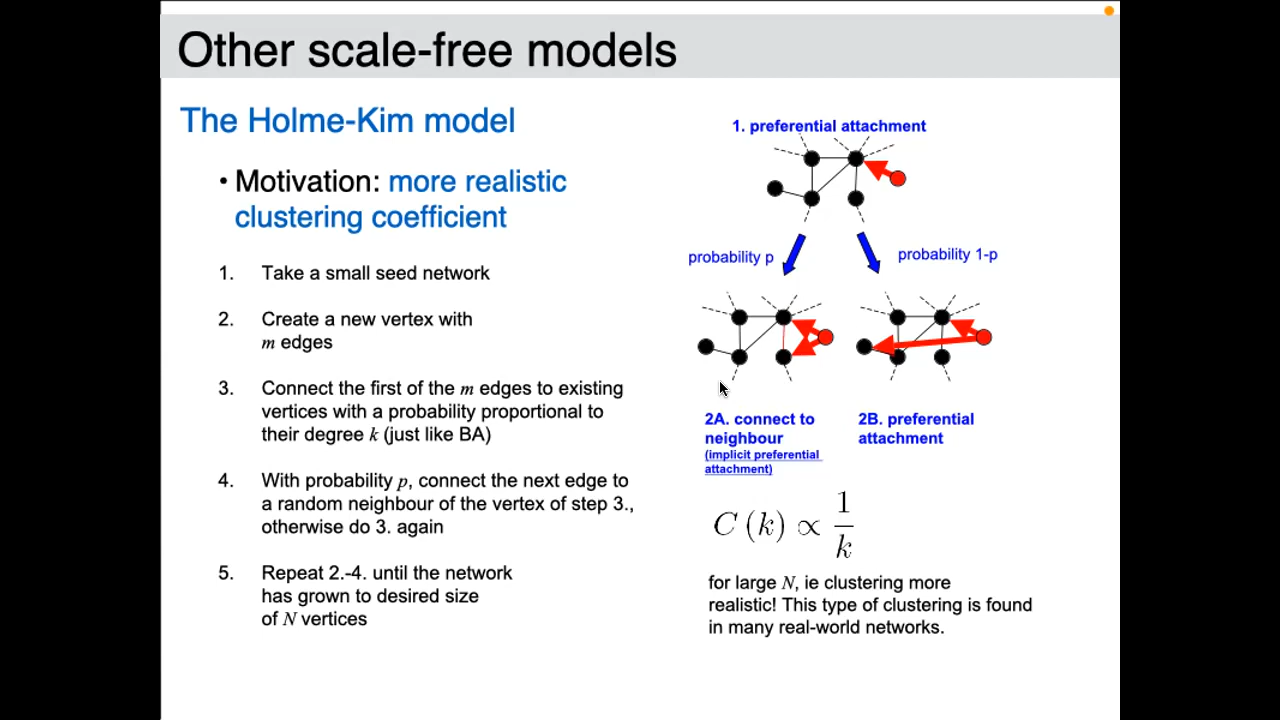 Other scale-free models
The Holme-Kim model
• Motivation: more realistic
clustering coefficient
1. Take a small seed network
2. Create a new vertex with
m edges
3. Connect the first of the m edges to existing
vertices with a probability proportional to
their degree k (just like BA)
4. With probability p, connect the next edge to
a random neighbour of the vertex of step 3.,
otherwise do 3. again
5. Repeat 2.-4. until the network
has grown to desired size
of N vertices
1. preferential attachment
probability p
probability 1-p
2A. connect to
neighbour
(implicit preferential
attachment)
2B. preferential
attachment
C (k) ∝ 1/k
for large N, ie clustering more
realistic! This type of clustering is found
in many real-world networks.